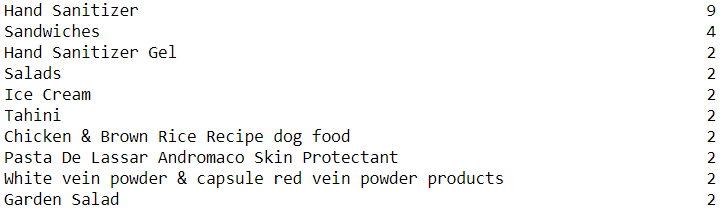 Hand Sanitizer 9
Sandwiches 4
Hand Sanitizer Gel 2
Salads 2
Ice Cream 2
Tahini 2
Chicken & Brown Rice Recipe dog food 2
Pasta De Lassar Andromaco Skin Protectant 2
White vein powder & capsule red vein powder products 2
Garden Salad 2